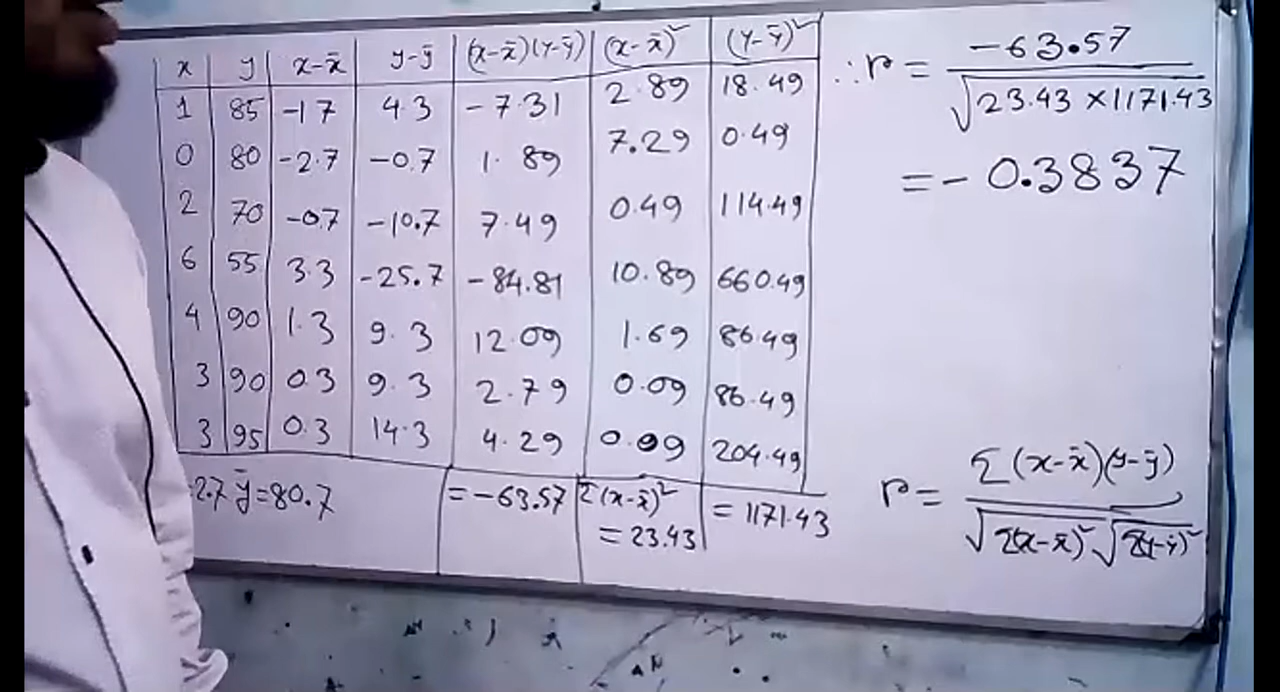 x y x-x̄ y-ȳ (x-x̄)(y-ȳ) (x-x̄)² (y-ȳ)²
1 85 -1.7 4.3 -7.31 2.89 18.49
0 80 -2.7 -0.7 1.89 7.29 0.49
2 70 -0.7 -10.7 7.49 0.49 114.49
6 55 3.3 -25.7 -84.81 10.89 660.49
4 90 1.3 9.3 12.09 1.69 86.49
3 90 0.3 9.3 2.79 0.09 86.49
3 95 0.3 14.3 4.29 0.09 204.49
2.7 ȳ=80.7 = -63.57 Σ(x-x̄)² = 1171.43
= 23.43
∴ r = -63.57 / √23.43 × 1171.43
= - 0.3837
r = Σ(x-x̄)(y-ȳ) / √Σ(x-x̄)² √Σ(y-ȳ)²